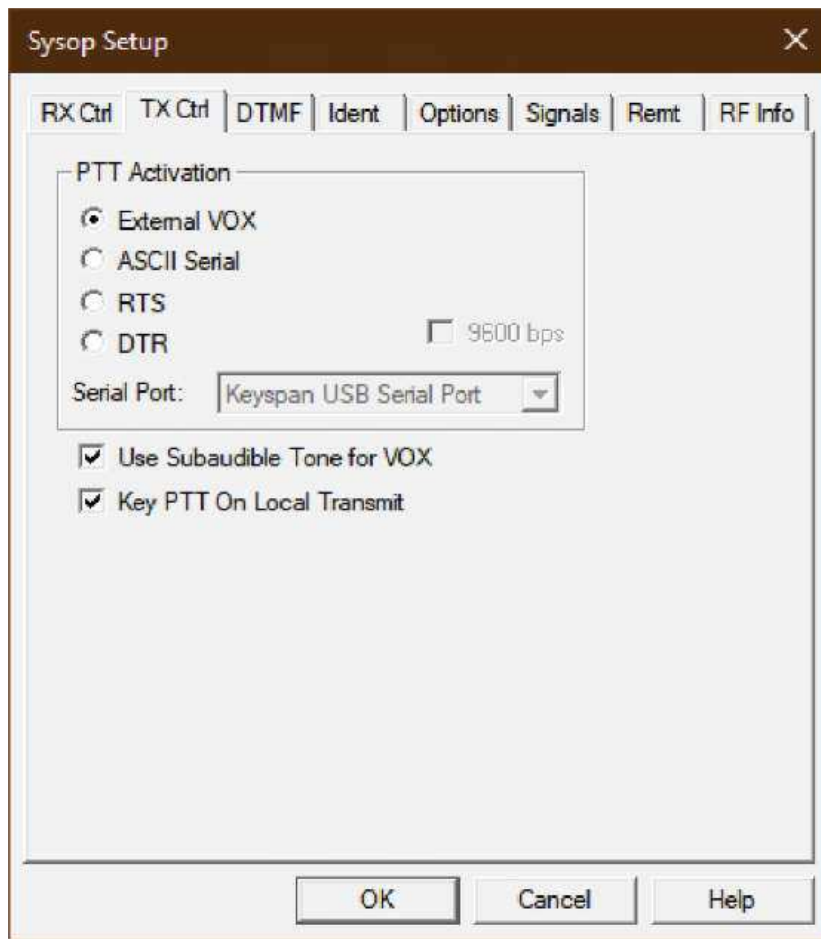 Sysop Setup
RX Ctrl TX Ctrl DTMF Ident Options Signals Remt RF Info
PTT Activation
External VOX
ASCII Serial
RTS
DTR
9600 bps
Serial Port: Keyspan USB Serial Port
Use Subaudible Tone for VOX
Key PTT On Local Transmit
OK Cancel Help